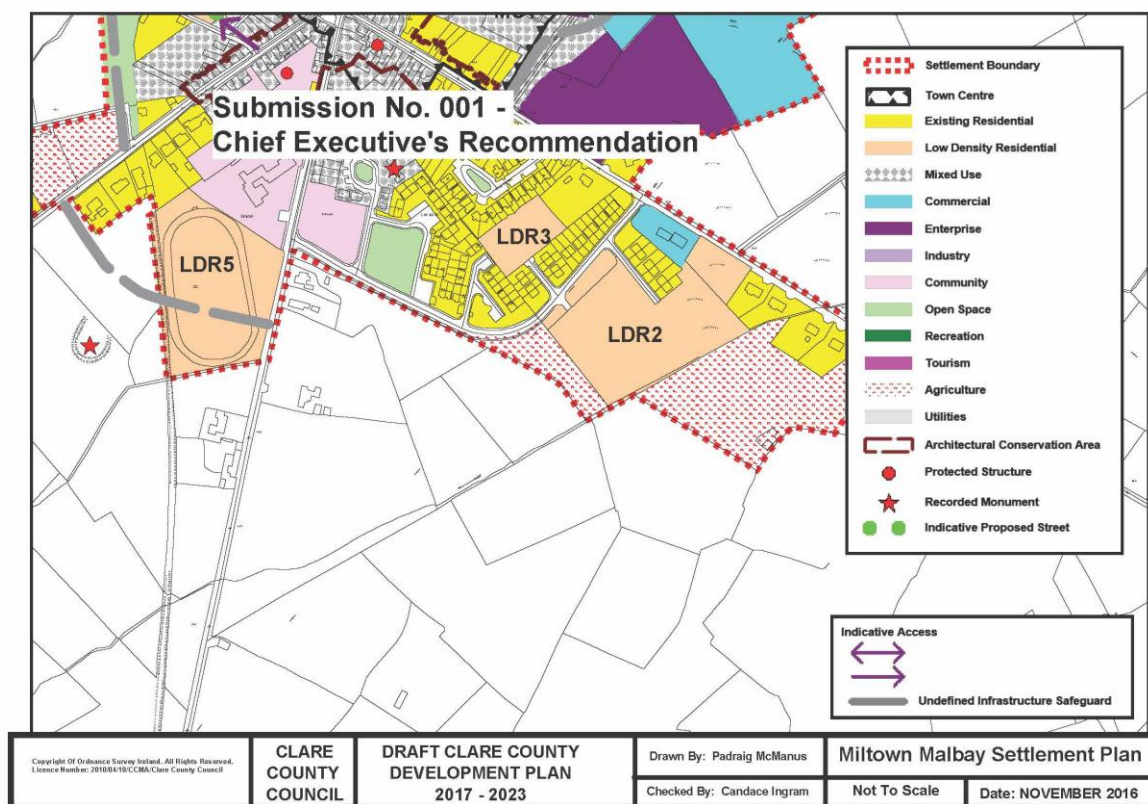 Submission No. 001 -
Chief Executive's Recommendation
LDR5
LDR3
LDR2
Settlement Boundary
Town Centre
Existing Residential
Low Density Residential
Mixed Use
Commercial
Enterprise
Industry
Community
Open Space
Recreation
Tourism
Agriculture
Utilities
Architectural Conservation Area
Protected Structure
Recorded Monument
Indicative Proposed Street
Indicative Access
Undefined Infrastructure Safeguard
Copyright Of Ordnance Survey Ireland. All Rights Reserved.
Licence Number: 2010/04/10/CCMA/Clare County Council
CLARE
COUNTY
COUNCIL
DRAFT CLARE COUNTY
DEVELOPMENT PLAN
2017 - 2023
Drawn By: Padraig McManus
Checked By: Candace Ingram
Miltown Malbay Settlement Plan
Not To Scale
Date: NOVEMBER 2016